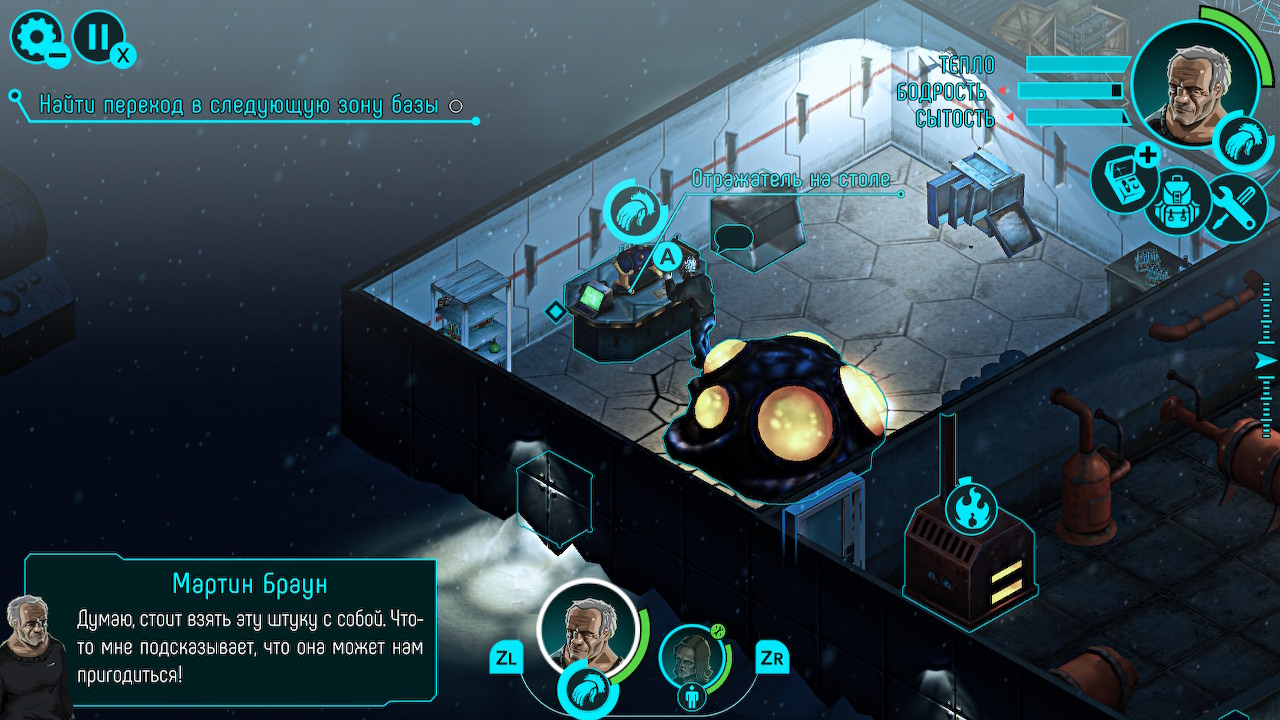 X
Найти переход в следующую зону базы
ТЕПЛО
БОДРОСТЬ
СЫТОСТЬ
Отражатель на столе
A
Мартин Браун
Думаю, стоит взять эту штуку с собой. Что-
то мне подсказывает, что она может нам
пригодиться!
ZL
ZR